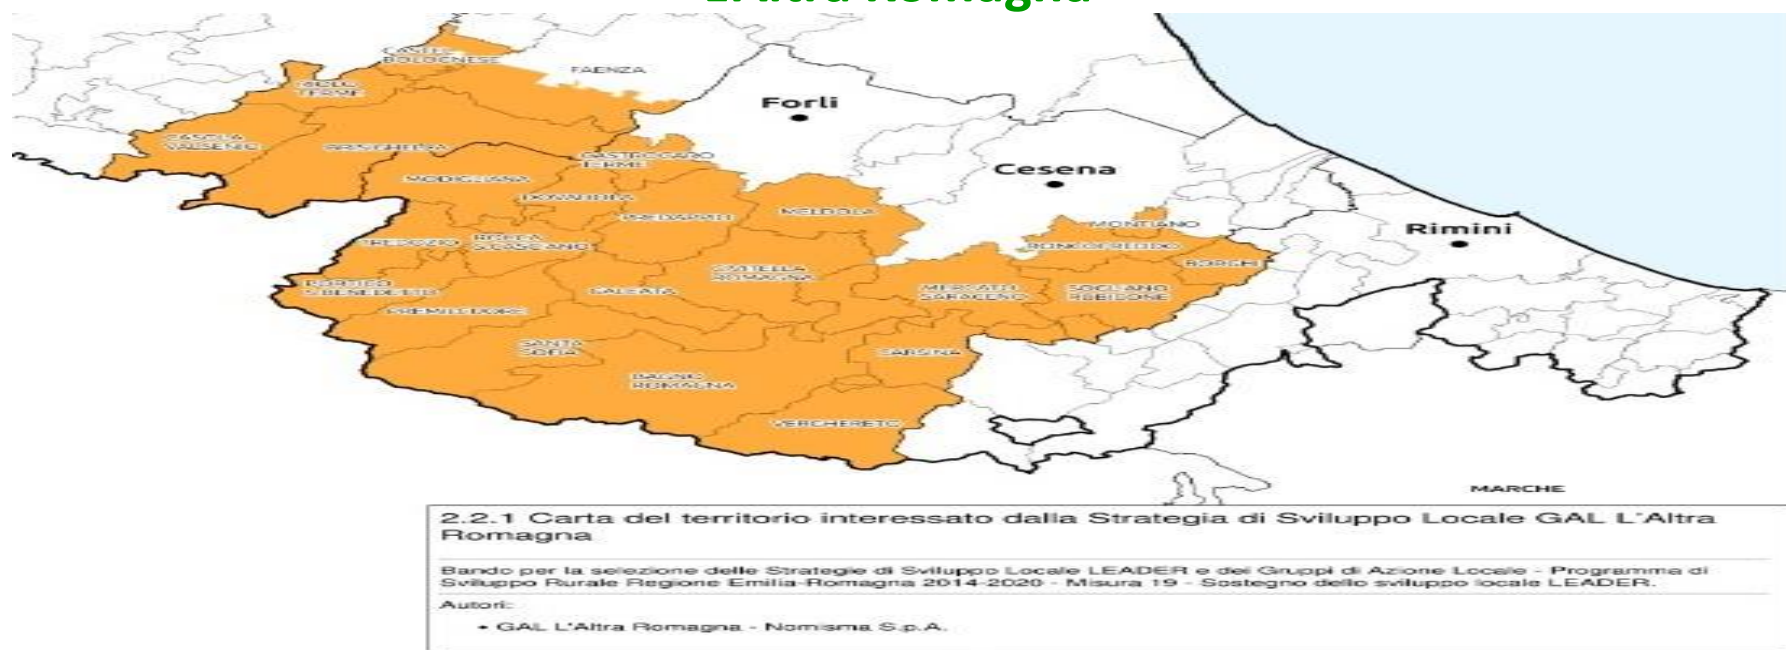 L'Altra Romagna
CASTEL
BOLOGNESE
FAENZA
RIOLO
TERME
Forlì
CASOLA
VALSENIO
BRISIGHELLA
CASTROCARO
TERME
Cesena
MODIGLIANA
DOVADOLA
PREDAPPIO
MELDOLA
MONTIANO
Rimini
TREDOZIO
ROCCA
S.CASCIANO
RONCOFREDDO
BORGHI
CIVITELLA
ROMAGNA
PORTICO
S.BENEDETTO
GALEATA
MERCATO
SARACENO
SOGLIANO
RUBICONE
PREMILCUORE
SANTA
SOFIA
SARSINA
BAGNO
ROMAGNA
VERGHERETO
MARCHE
2.2.1 Carta del territorio interessato dalla Strategia di Sviluppo Locale GAL L'Altra
Romagna
Bando per la selezione delle Strategie di Sviluppo Locale LEADER e dei Gruppi di Azione Locale - Programma di
Sviluppo Rurale Regione Emilia-Romagna 2014-2020 - Misura 19 - Sostegno dello sviluppo locale LEADER.
Autori:
• GAL L'Altra Romagna - Nomisma S.p.A.